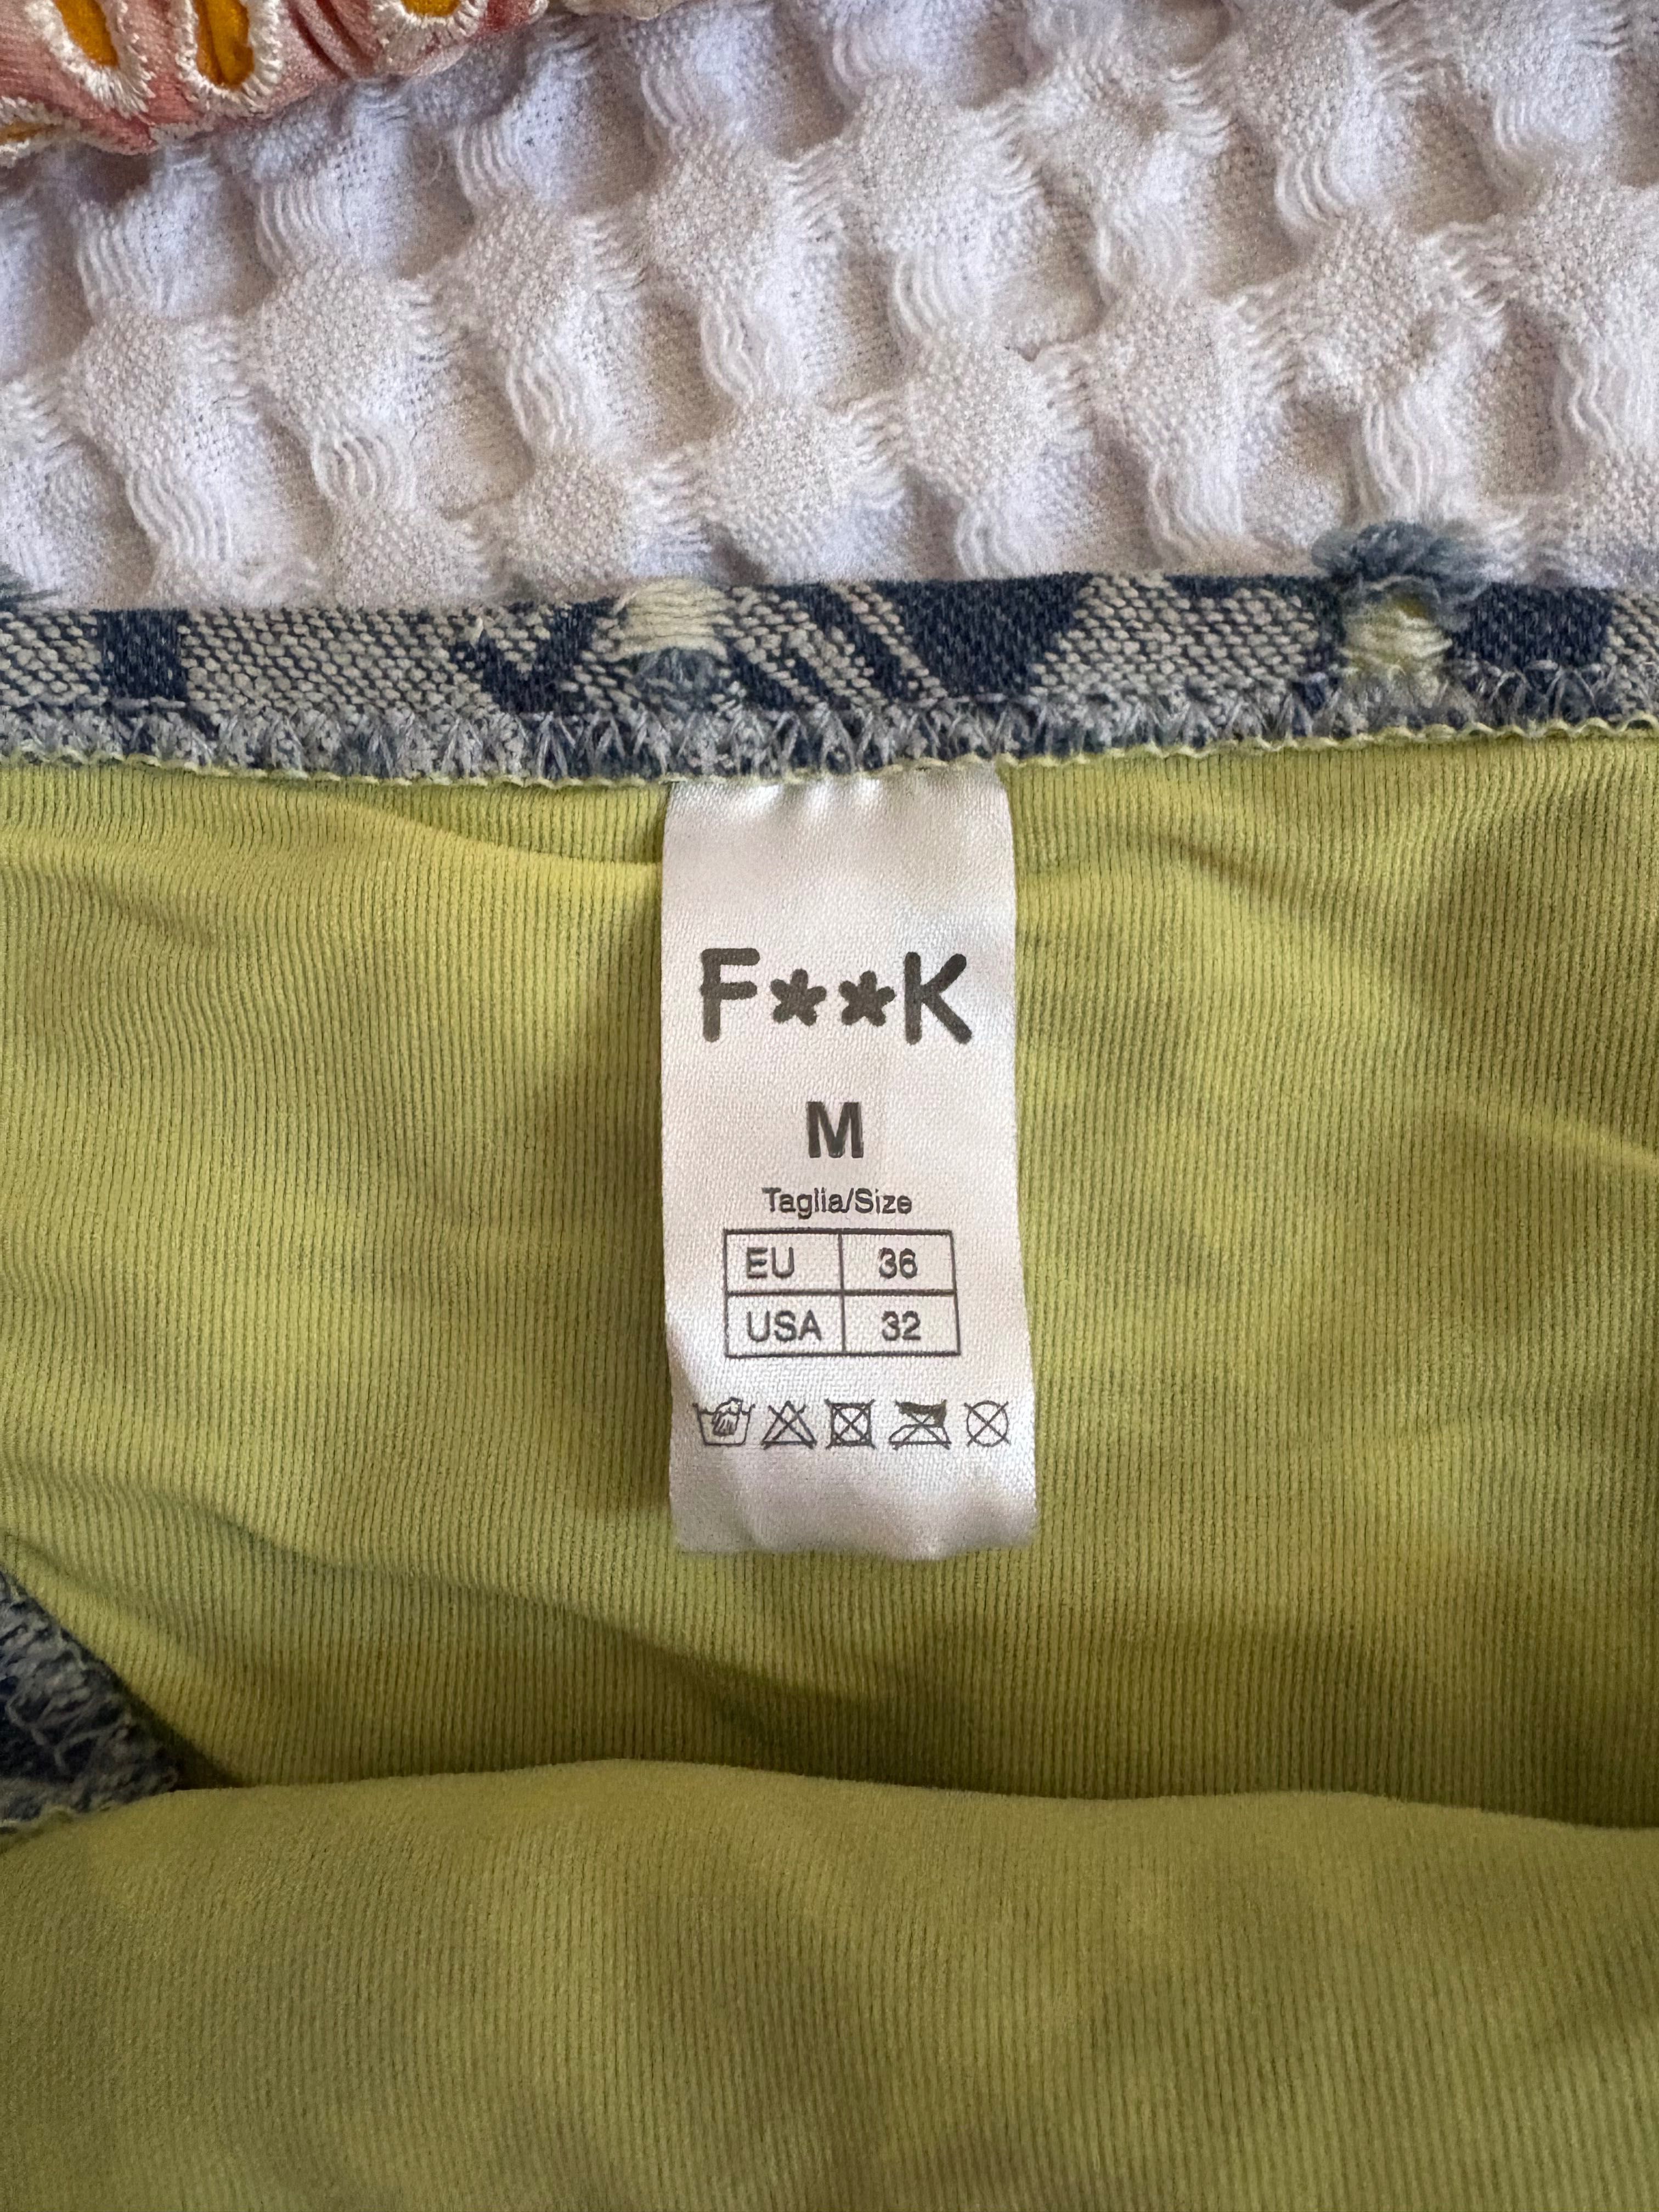 F**K
M
Taglia/Size
EU 36
USA 32